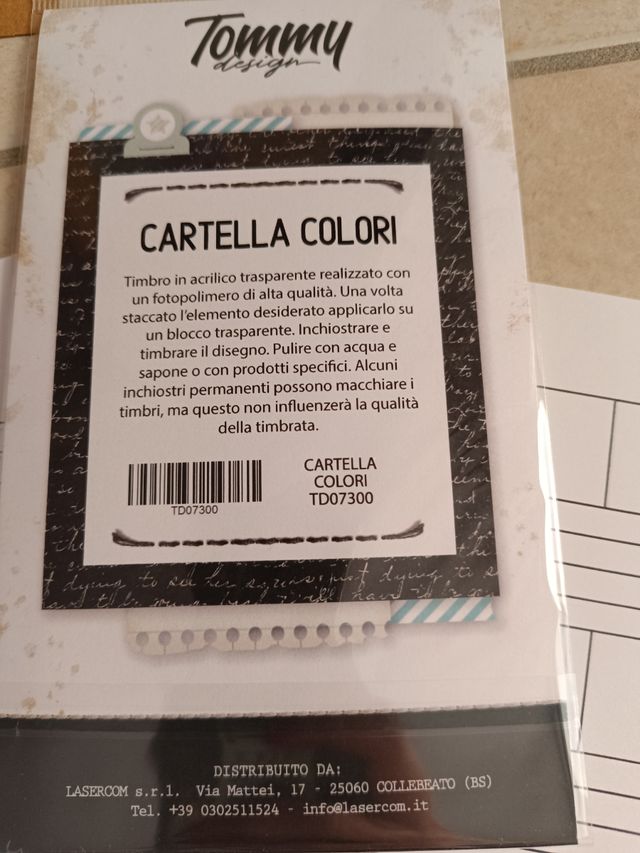 Tommy
design
CARTELLA COLORI
Timbro in acrilico trasparente realizzato con
un fotopolimero di alta qualità. Una volta
staccato l'elemento desiderato applicarlo su
un blocco trasparente. Inchiostrare e
timbrare il disegno. Pulire con acqua e
sapone o con prodotti specifici. Alcuni
inchiostri permanenti possono macchiare i
timbri, ma questo non influenzerà la qualità
della timbrata.
TD07300
CARTELLA
COLORI
TD07300
DISTRIBUITO DA:
LASERCOM s.r.l. Via Mattei, 17 - 25060 COLLEBEATO (BS)
Tel. +39 0302511524 - info@lasercom.it